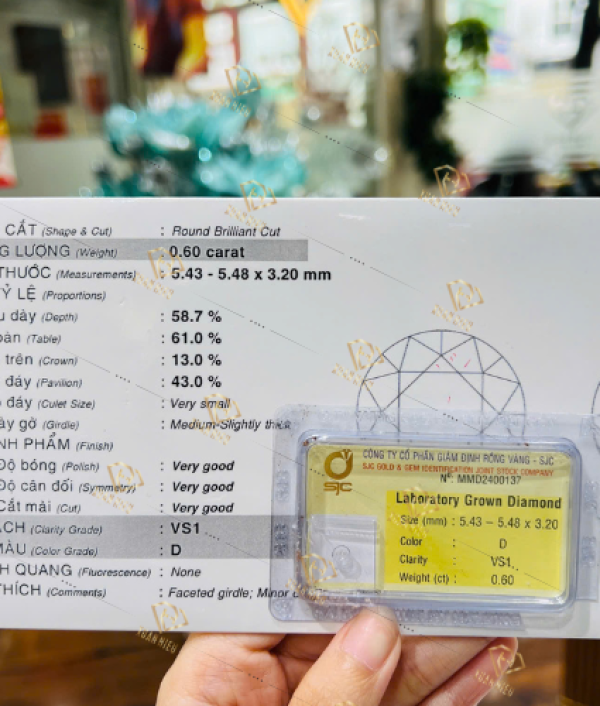 CẮT (Shape & Cut) : Round Brilliant Cut
LƯỢNG (Weight) : 0.60 carat
THƯỚC (Measurements) : 5.43 - 5.48 x 3.20 mm
LỆ (Proportions)
dày (Depth) : 58.7 %
(Table) : 61.0 %
trên (Crown) : 13.0 %
đáy (Pavilion) : 43.0 %
đáy (Culet Size) : Very small
gờ (Girdle) : Medium-Slightly thick
PHẨM (Finish)
Độ bóng (Polish) : Very good
Độ cân đối (Symmetry) : Very good
Cắt mài (Cut) : Very good
(Clarity Grade) : VS1
MÀU (Color Grade) : D
QUANG (Fluorescence) : None
THÍCH (Comments) : Faceted girdle; Minor
CÔNG TY CỔ PHẦN GIÁM ĐỊNH RỒNG VÀNG - SJC
SJC GOLD & GEM IDENTIFICATION JOINT STOCK COMPANY
Nº: MMD2400137
SJC
Laboratory Grown Diamond
Size (mm) : 5.43 – 5.48 x 3.20
Color : D
Clarity : VS1
Weight (ct) : 0.60
XUÂN HIẾU